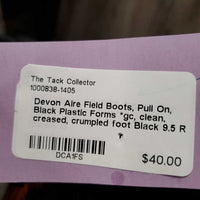 The Tack Collector
1000838-1405
Devon Aire Field Boots, Pull On,
Black Plastic Forms *gc, clean,
creased, crumpled foot Black 9.5 R
DCA1FS
$40.00